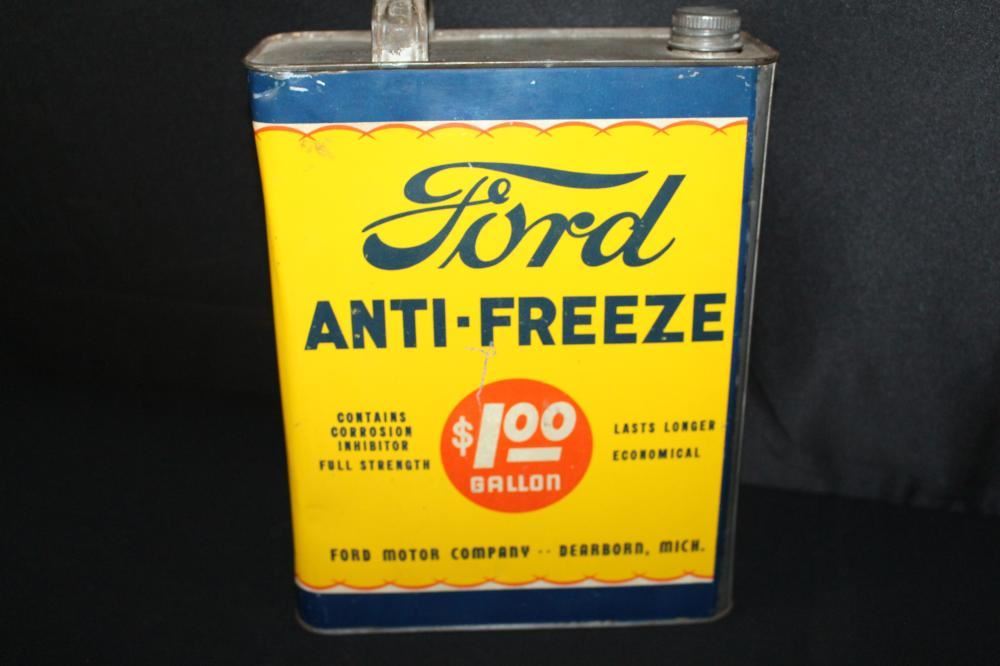 Ford
ANTI-FREEZE
CONTAINS
CORROSION
INHIBITOR
FULL STRENGTH
$1.00
GALLON
LASTS LONGER
ECONOMICAL
FORD MOTOR COMPANY -- DEARBORN, MICH.